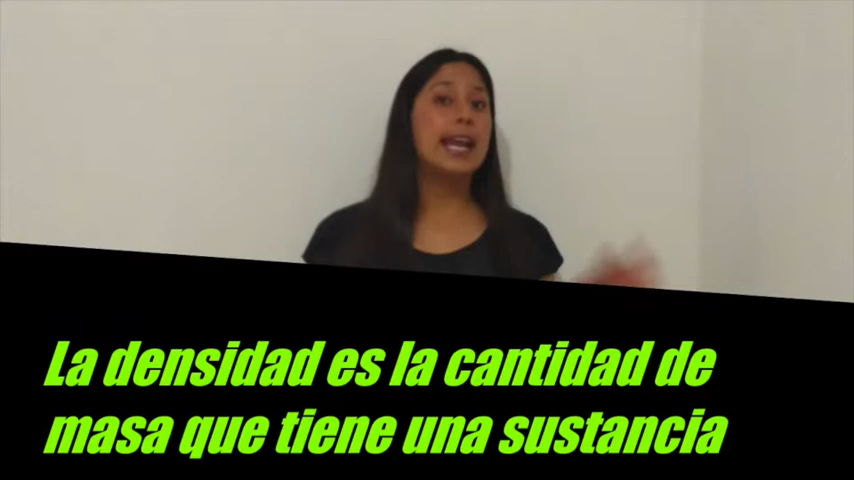 La densidad es la cantidad de
masa que tiene una sustancia